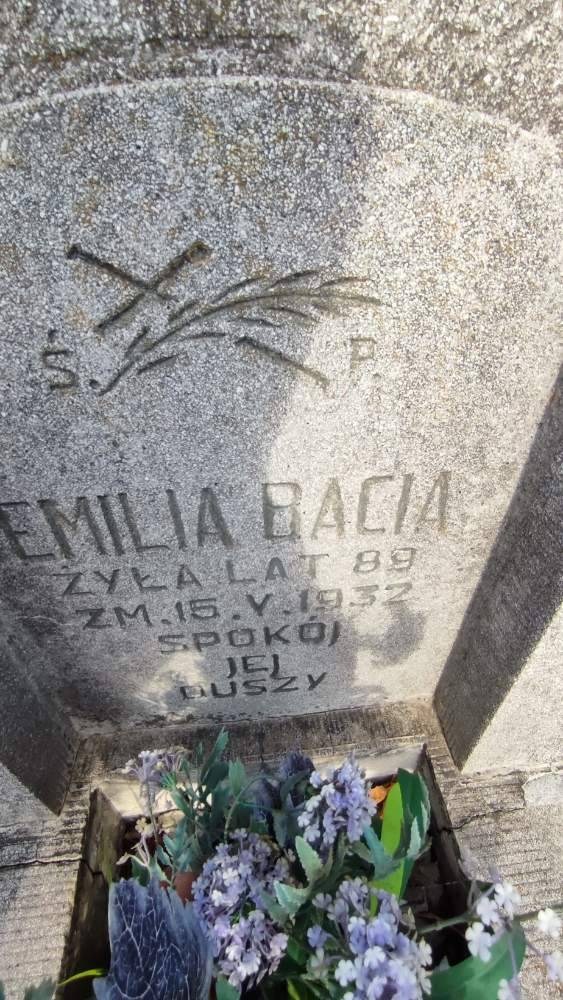 Ś. P.
EMILIA BACIA
ŻYŁA LAT 89
ZM. 15. V. 1932
SPOKÓJ
JEJ
DUSZY